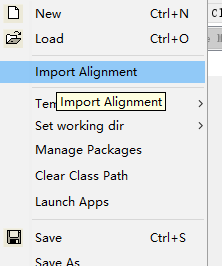 New Ctrl+N
Load Ctrl+O
Import Alignment
Import Alignment
Set working dir
Manage Packages
Clear Class Path
Launch Apps
Save Ctrl+S
Save As